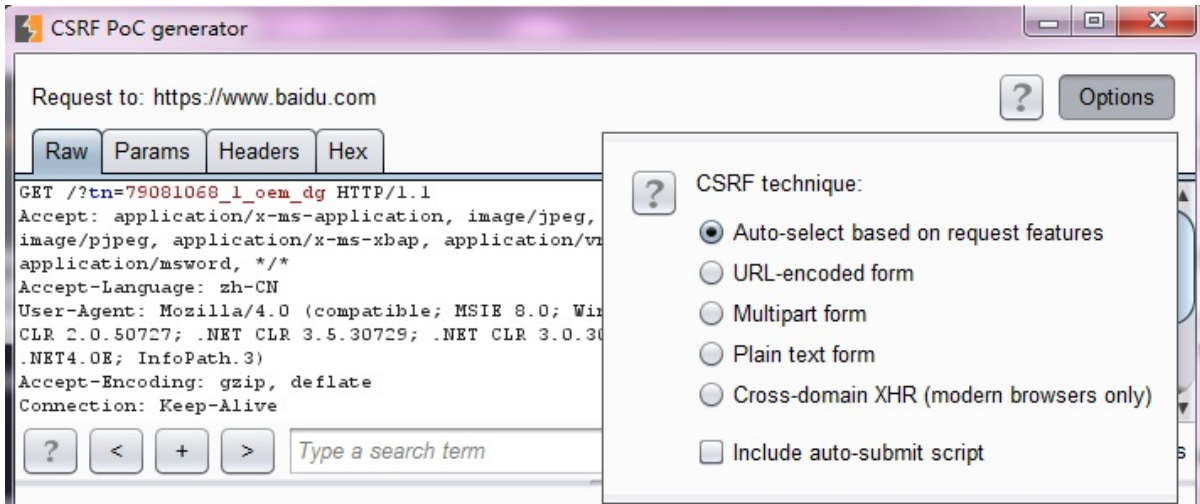 CSRF PoC generator
Request to: https://www.baidu.com
?
Options
Raw
Params
Headers
Hex
GET /?tn=79081068_1_oem_dg HTTP/1.1
Accept: application/x-ms-application, image/jpeg,
image/pjpeg, application/x-ms-xbap,
application/msword, */*
Accept-Language: zh-CN
User-Agent: Mozilla/4.0 (compatible; MSIE 8.0;
CLR 2.0.50727; .NET CLR 3.5.30729; .NET CLR
.NET4.0E; InfoPath.3)
Accept-Encoding: gzip, deflate
Connection: Keep-Alive
? < + >
Type a search term
?
CSRF technique:
Auto-select based on request features
URL-encoded form
Multipart form
Plain text form
Cross-domain XHR (modern browsers only)
Include auto-submit script